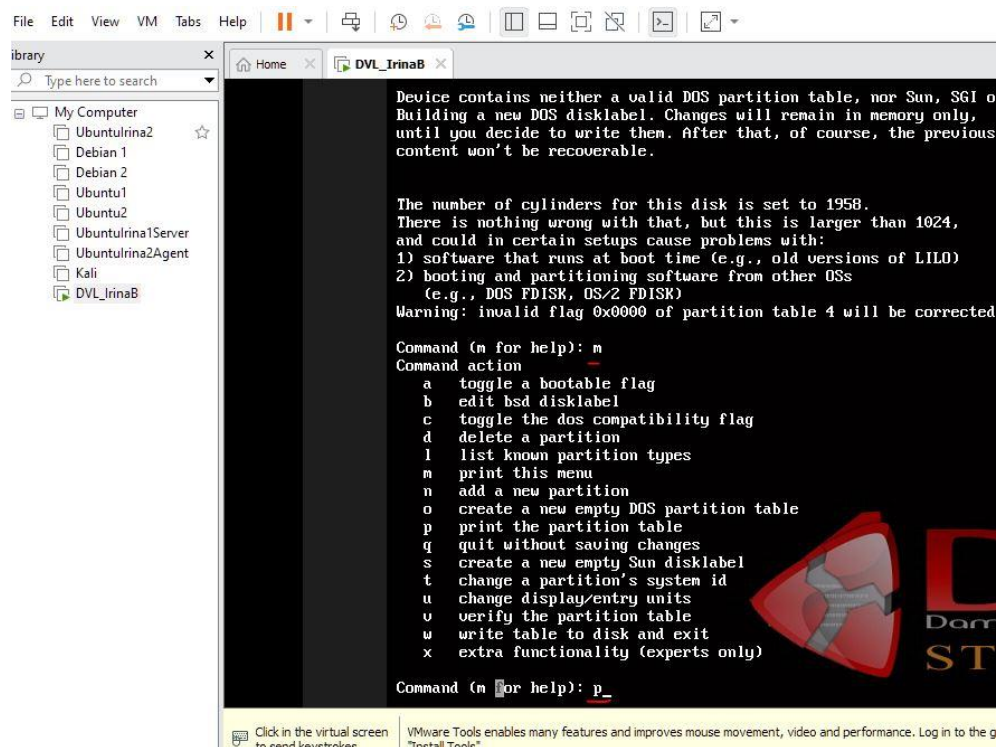 File Edit View VM Tabs Help
ibrary
Type here to search
My Computer
UbuntuIrina2
Debian 1
Debian 2
Ubuntu1
Ubuntu2
UbuntuIrina1Server
UbuntuIrina2Agent
Kali
DVL_IrinaB
Home DVL_IrinaB
Device contains neither a valid DOS partition table, nor Sun, SGI o
Building a new DOS disklabel. Changes will remain in memory only,
until you decide to write them. After that, of course, the previous
content won't be recoverable.
The number of cylinders for this disk is set to 1958.
There is nothing wrong with that, but this is larger than 1024,
and could in certain setups cause problems with:
1) software that runs at boot time (e.g., old versions of LILO)
2) booting and partitioning software from other OSs
(e.g., DOS FDISK, OS/2 FDISK)
Warning: invalid flag 0x0000 of partition table 4 will be corrected
Command (m for help): m
Command action
a toggle a bootable flag
b edit bsd disklabel
c toggle the dos compatibility flag
d delete a partition
l list known partition types
m print this menu
n add a new partition
o create a new empty DOS partition table
p print the partition table
q quit without saving changes
s create a new empty Sun disklabel
t change a partition's system id
u change display/entry units
v verify the partition table
w write table to disk and exit
x extra functionality (experts only)
Command (m for help): p_
D
Dam
ST
Click in the virtual screen
to send keystrokes
VMware Tools enables many features and improves mouse movement, video and performance. Log in to the g
"Install Tools"